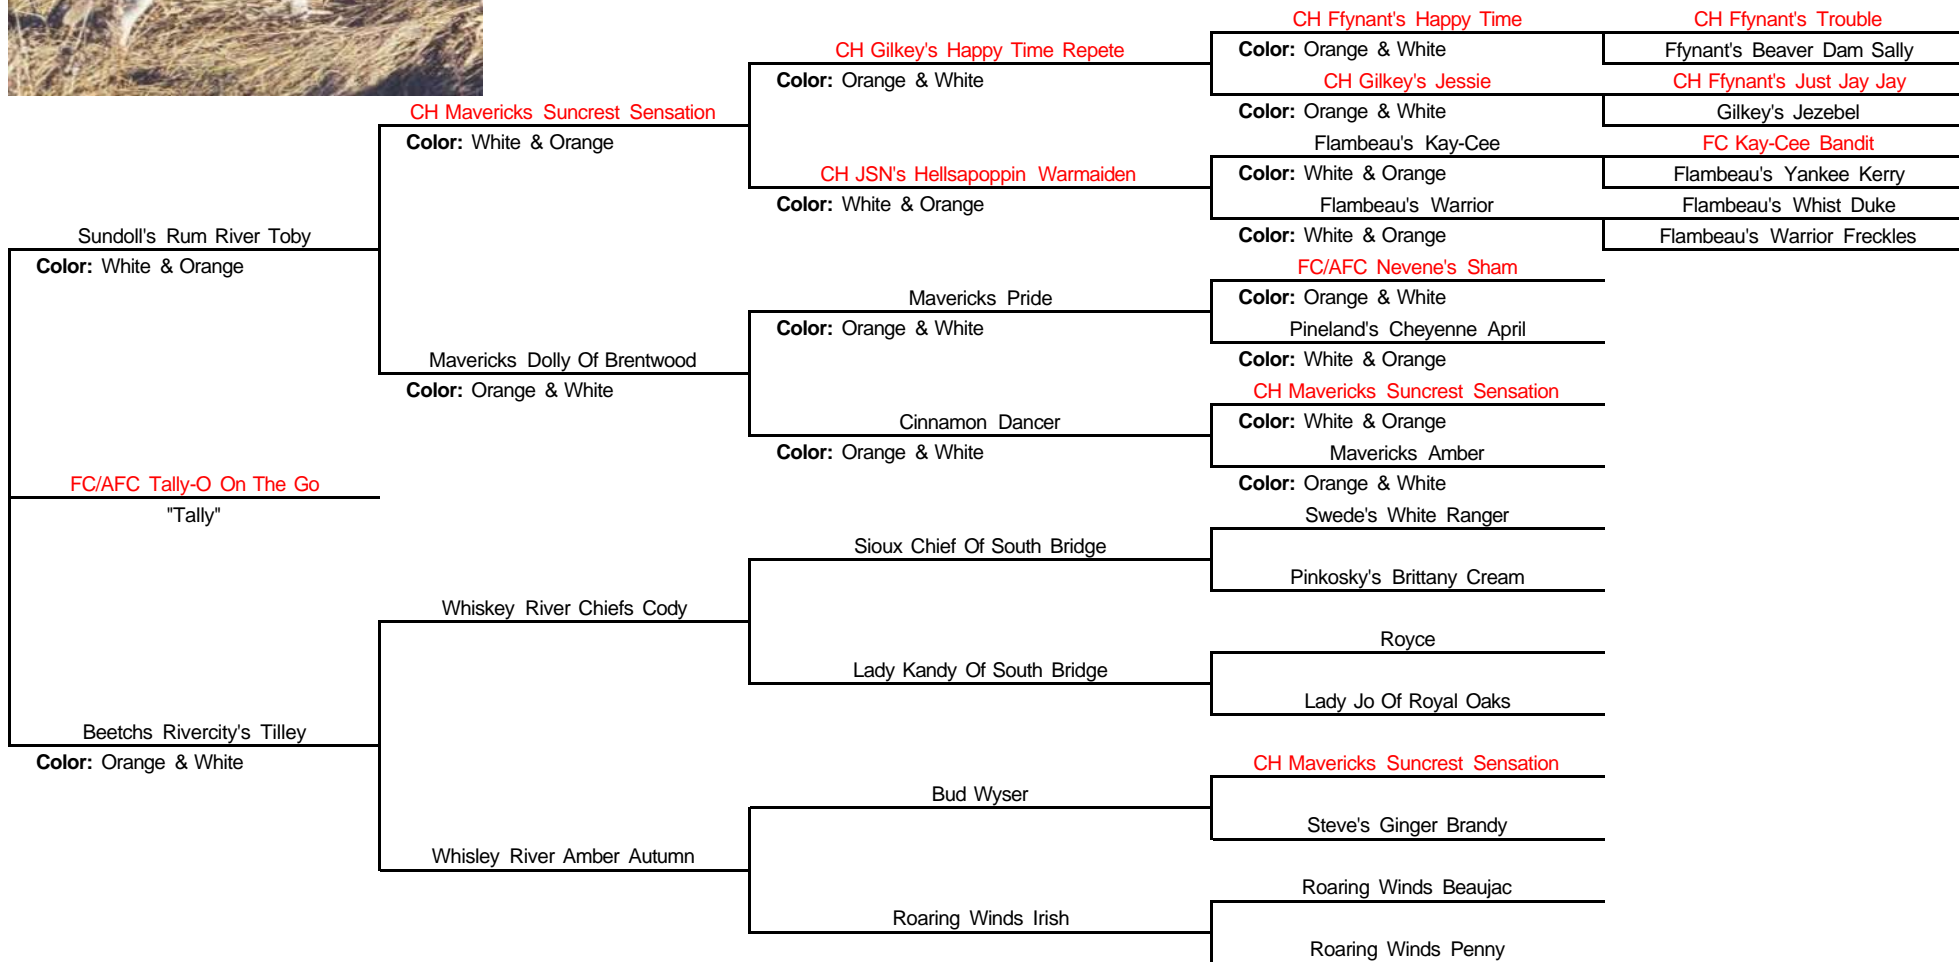 CH Ffynant's Happy Time CH Ffynant's Trouble
CH Gilkey's Happy Time Repete Color: Orange & White Ffynant's Beaver Dam Sally
Color: Orange & White CH Gilkey's Jessie CH Ffynant's Just Jay Jay
CH Mavericks Suncrest Sensation Color: Orange & White Gilkey's Jezebel
Color: White & Orange Flambeau's Kay-Cee FC Kay-Cee Bandit
CH JSN's Hellsapoppin Warmaiden Color: White & Orange Flambeau's Yankee Kerry
Color: White & Orange Flambeau's Warrior Flambeau's Whist Duke
Sundoll's Rum River Toby Color: White & Orange Flambeau's Warrior Freckles
Color: White & Orange FC/AFC Nevene's Sham
Mavericks Pride Color: Orange & White
Color: Orange & White Pineland's Cheyenne April
Mavericks Dolly Of Brentwood Color: White & Orange
Color: Orange & White CH Mavericks Suncrest Sensation
Cinnamon Dancer Color: White & Orange
Color: Orange & White Mavericks Amber
FC/AFC Tally-O On The Go Color: Orange & White
"Tally" Swede's White Ranger
Sioux Chief Of South Bridge
Pinkosky's Brittany Cream
Whiskey River Chiefs Cody
Royce
Lady Kandy Of South Bridge
Lady Jo Of Royal Oaks
Beetchs Rivercity's Tilley
Color: Orange & White CH Mavericks Suncrest Sensation
Bud Wyser
Steve's Ginger Brandy
Whisley River Amber Autumn
Roaring Winds Beaujac
Roaring Winds Irish
Roaring Winds Penny